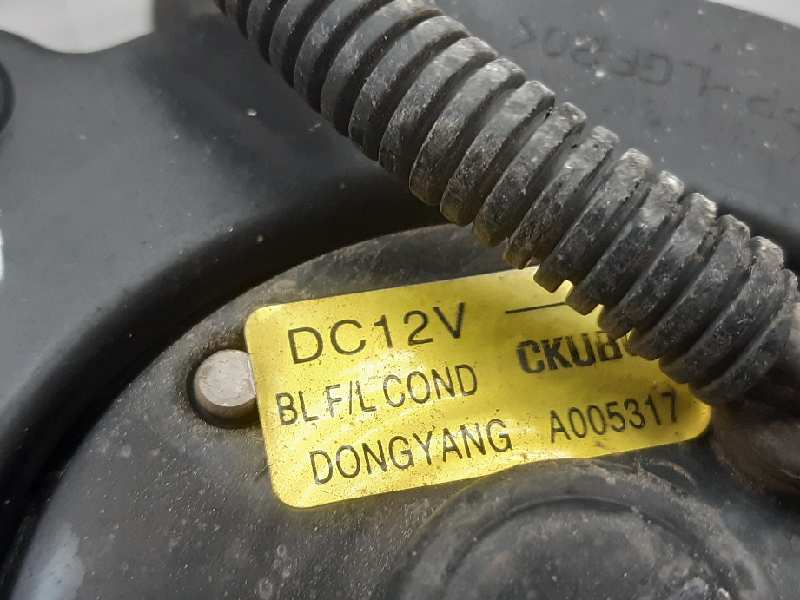 DC12V
CKUB
BL F/L COND
DONGYANG A005317